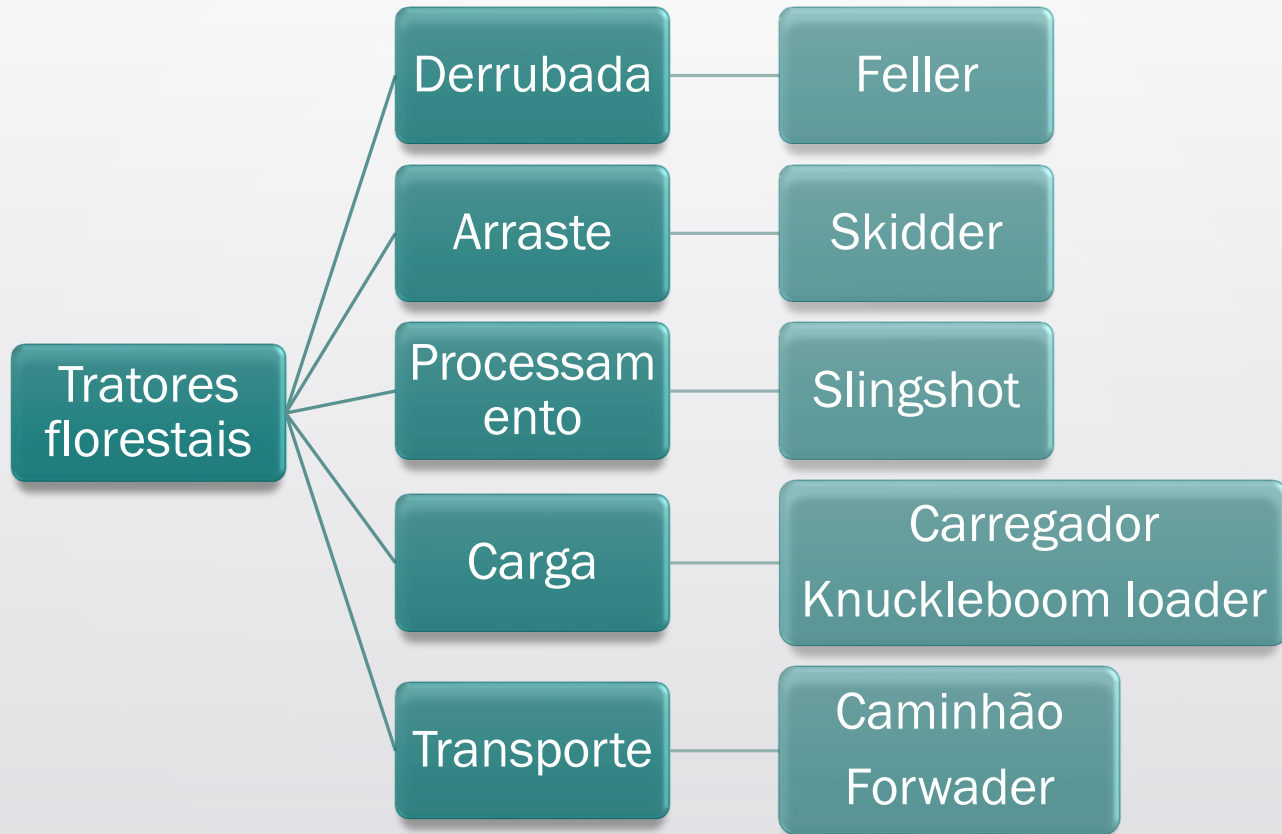 Tratores
florestais
Derrubada
Feller
Arraste
Skidder
Processam
ento
Slingshot
Carga
Carregador
Knuckleboom loader
Transporte
Caminhão
Forwader